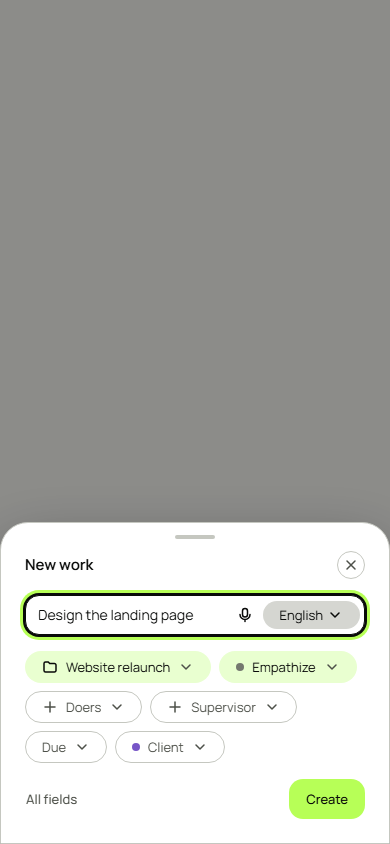 New work
Design the landing page English
Website relaunch Empathize
Doers Supervisor
Due Client
All fields Create